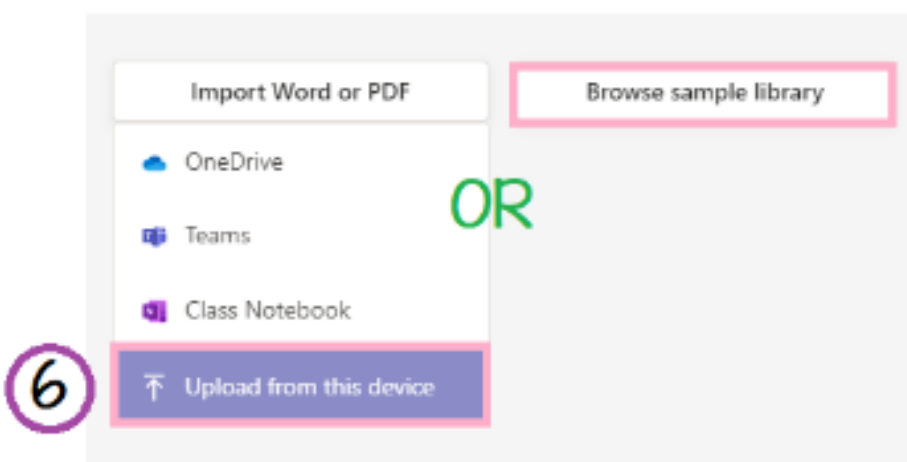 Import Word or PDF
Browse sample library
OneDrive
OR
Teams
Class Notebook
6
Upload from this device